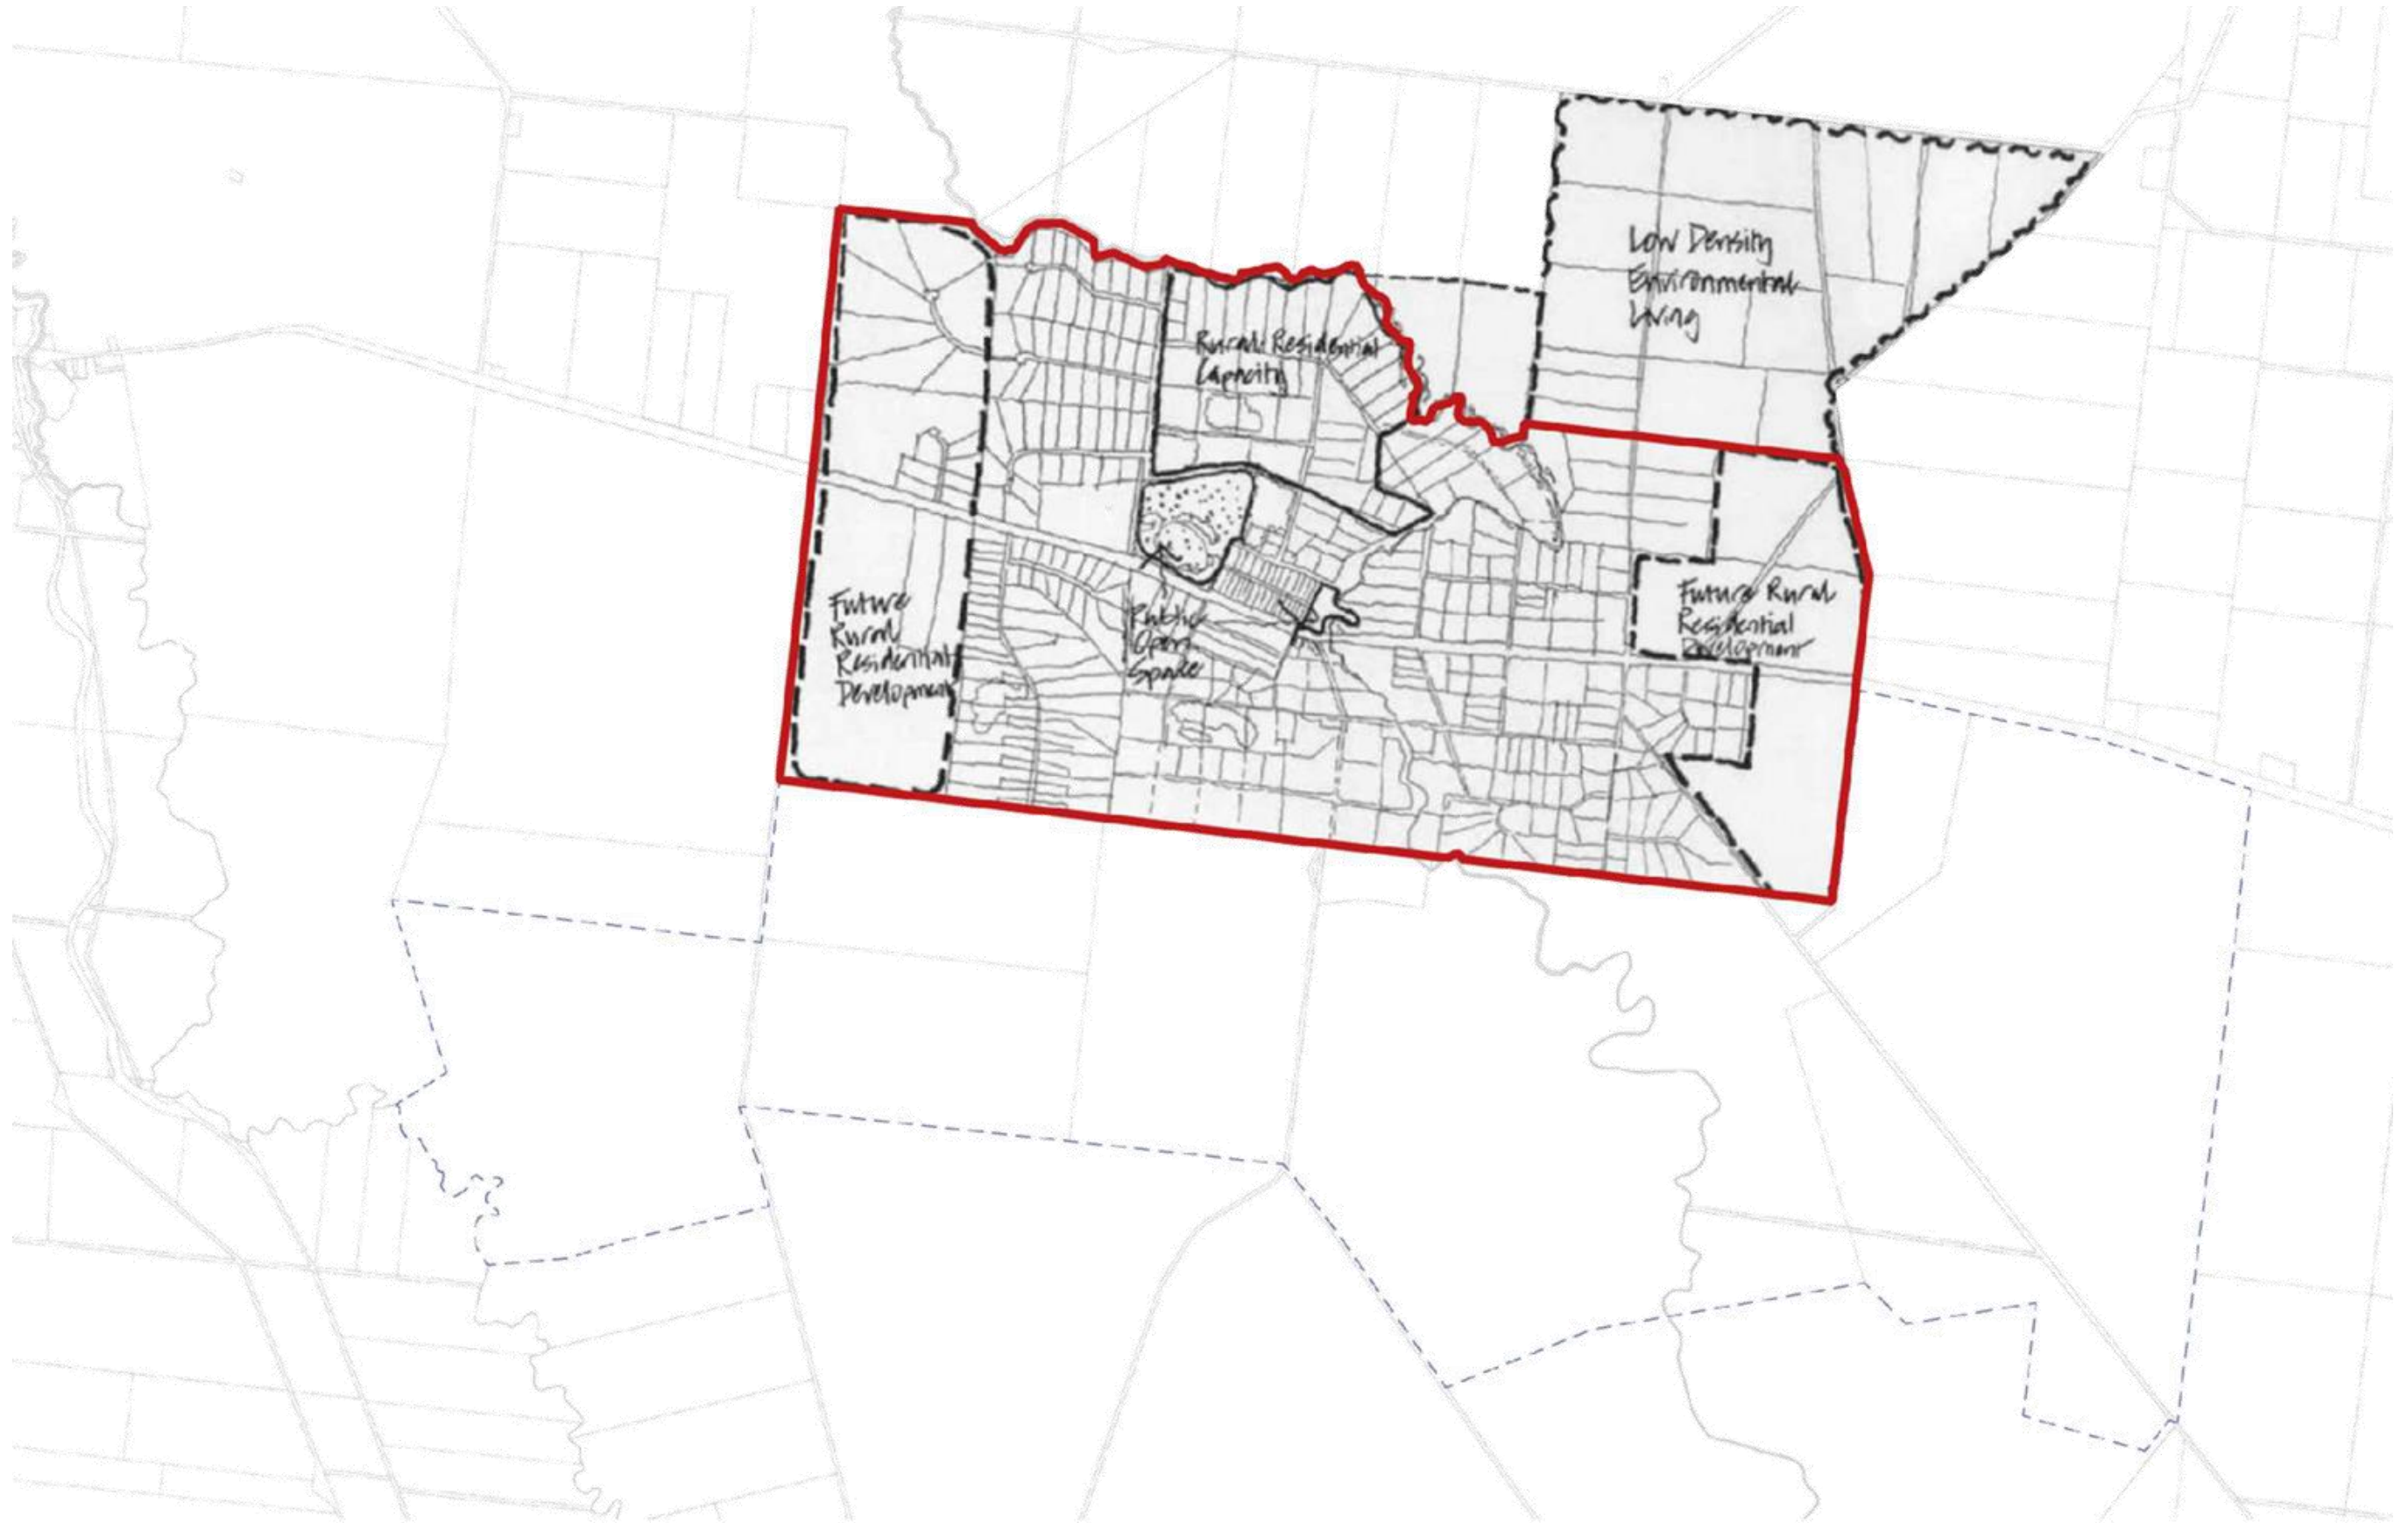 Low Density
Environmental
Living
Rural Residential
Capacity
Future
Rural
Residential
Development
Public
Open
Space
Future Rural
Residential
Development